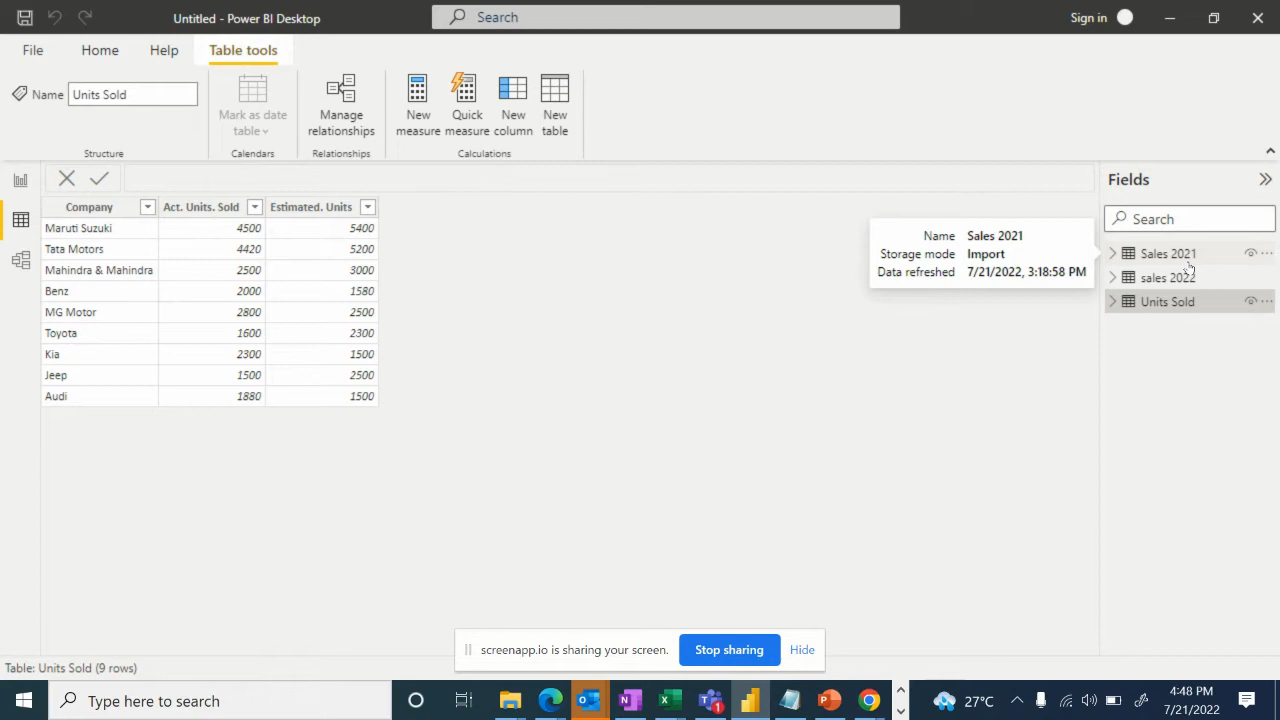 Untitled - Power BI Desktop
Search
Sign in
File
Home
Help
Table tools
Name
Units Sold
Mark as date
table
Manage
relationships
New
measure
Quick
measure
New
column
New
table
Structure
Calendars
Relationships
Calculations
Company Act. Units. Sold Estimated. Units
Maruti Suzuki 4500 5400
Tata Motors 4420 5200
Mahindra & Mahindra 2500 3000
Benz 2000 1580
MG Motor 2800 2500
Toyota 1600 2300
Kia 2300 1500
Jeep 1500 2500
Audi 1880 1500
Name Sales 2021
Storage mode Import
Data refreshed 7/21/2022, 3:18:58 PM
Fields
Search
Sales 2021
sales 2022
Units Sold
screenapp.io is sharing your screen.
Stop sharing
Hide
Table: Units Sold (9 rows)
Type here to search
1
27°C
4:48 PM
7/21/2022